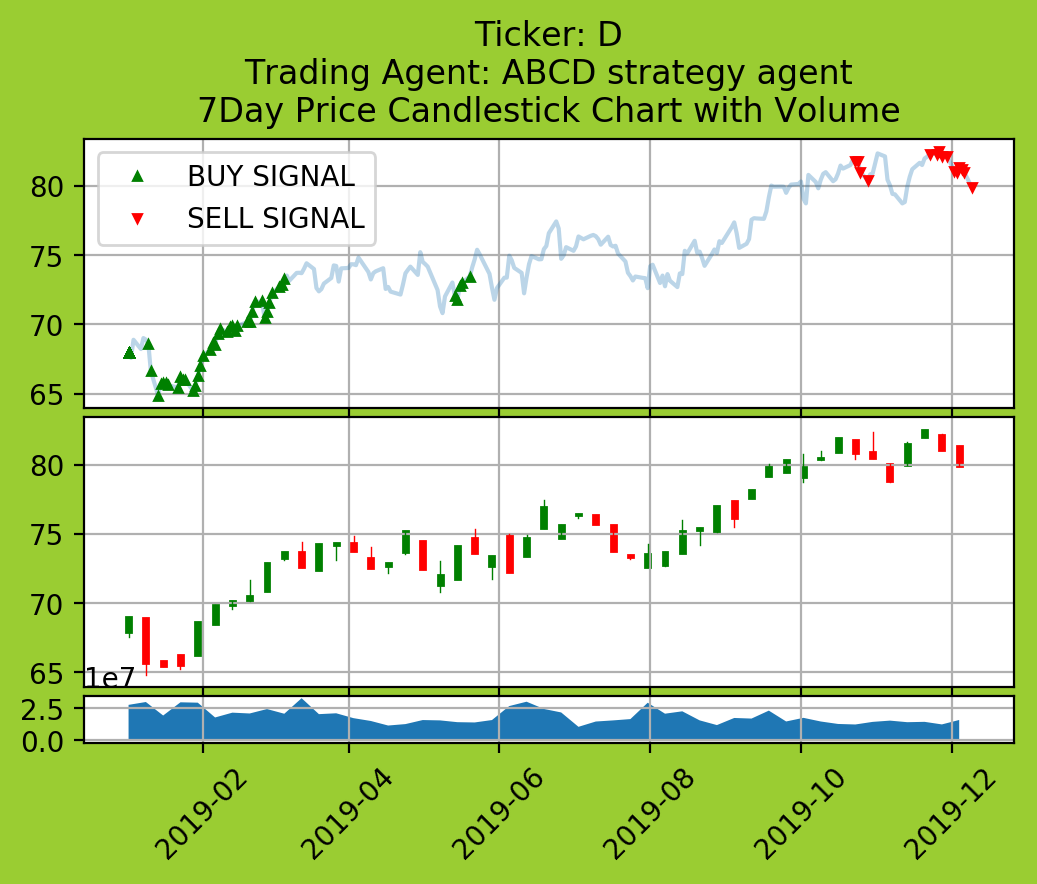 Ticker: D
Trading Agent: ABCD strategy agent
7Day Price Candlestick Chart with Volume
BUY SIGNAL
SELL SIGNAL
80
75
70
65
80
75
70
65
1e7
2.5
0.0
2019-02
2019-04
2019-06
2019-08
2019-10
2019-12